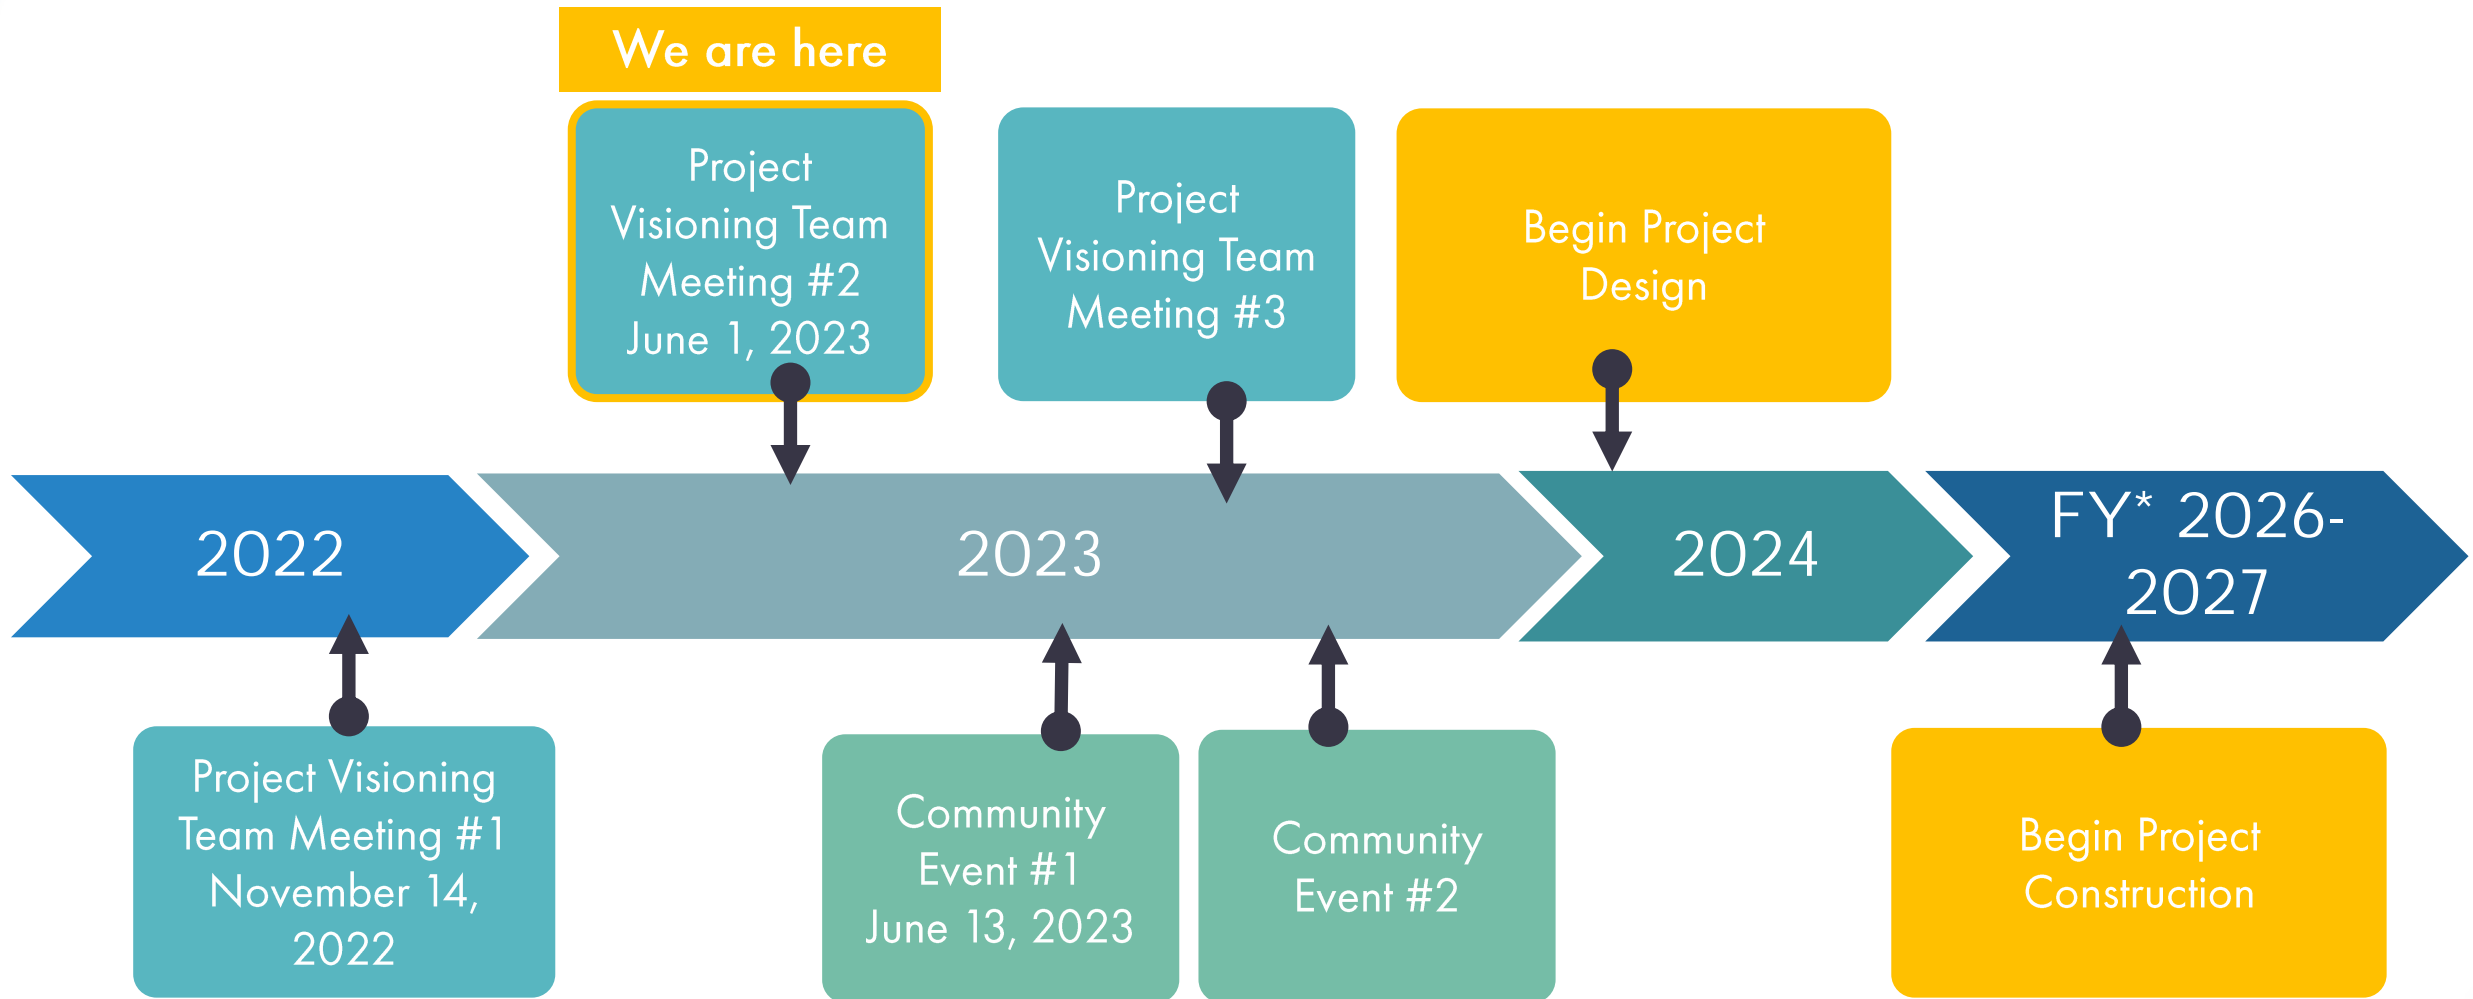 We are here
Project
Visioning Team
Meeting #2
June 1, 2023
Project
Visioning Team
Meeting #3
Begin Project
Design
2022
2023
2024
FY* 2026-
2027
Project Visioning
Team Meeting #1
November 14,
2022
Community
Event #1
June 13, 2023
Community
Event #2
Begin Project
Construction